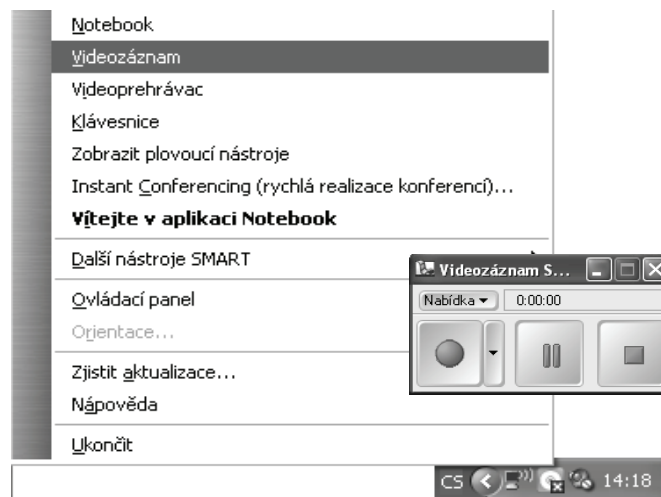 Notebook
Videozáznam
Videoprehrávac
Klávesnice
Zobrazit plovoucí nástroje
Instant Conferencing (rychlá realizace konferencí)...
Vítejte v aplikaci Notebook
Další nástroje SMART
Ovládací panel
Orientace...
Zjistit aktualizace...
Nápověda
Ukončit
Videozáznam S...
Nabídka 0:00:00
CS 14:18